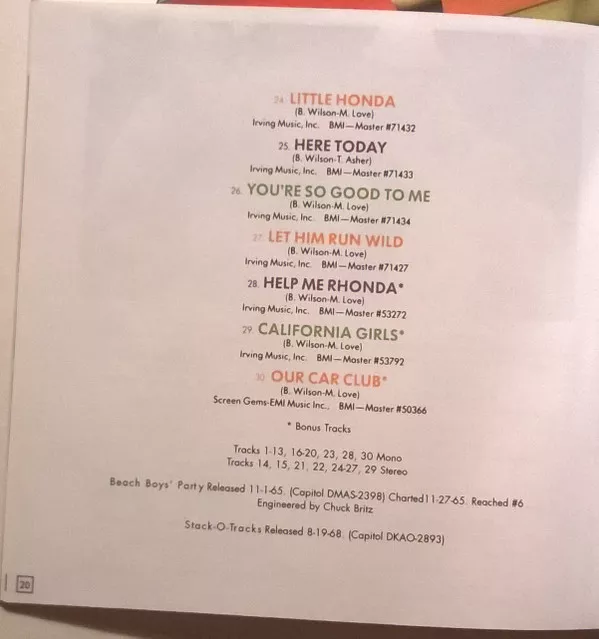 24. LITTLE HONDA
(B. Wilson-M. Love)
Irving Music, Inc. BMI—Master #71432
25. HERE TODAY
(B. Wilson-T. Asher)
Irving Music, Inc. BMI—Master #71433
26. YOU'RE SO GOOD TO ME
(B. Wilson-M. Love)
Irving Music, Inc. BMI—Master #71434
27. LET HIM RUN WILD
(B. Wilson-M. Love)
Irving Music, Inc. BMI—Master #71427
28. HELP ME RHONDA*
(B. Wilson-M. Love)
Irving Music, Inc. BMI—Master #53272
29. CALIFORNIA GIRLS*
(B. Wilson-M. Love)
Irving Music, Inc. BMI—Master #53792
30. OUR CAR CLUB*
(B. Wilson-M. Love)
Screen Gems-EMI Music Inc., BMI—Master #50366
* Bonus Tracks
Tracks 1-13, 16-20, 23, 28, 30 Mono
Tracks 14, 15, 21, 22, 24-27, 29 Stereo
Beach Boys' Party Released 11-1-65. (Capitol DMAS-2398) Charted 11-27-65. Reached #6
Engineered by Chuck Britz
Stack-O-Tracks Released 8-19-68. (Capitol DKAO-2893)
20